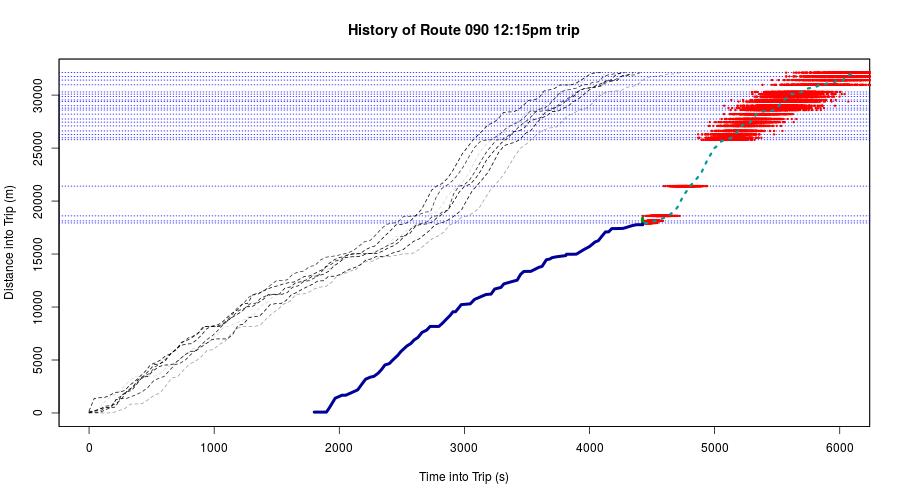 History of Route 090 12:15pm trip
Distance into Trip (m)
30000
25000
20000
15000
10000
5000
0
0 1000 2000 3000 4000 5000 6000
Time into Trip (s)